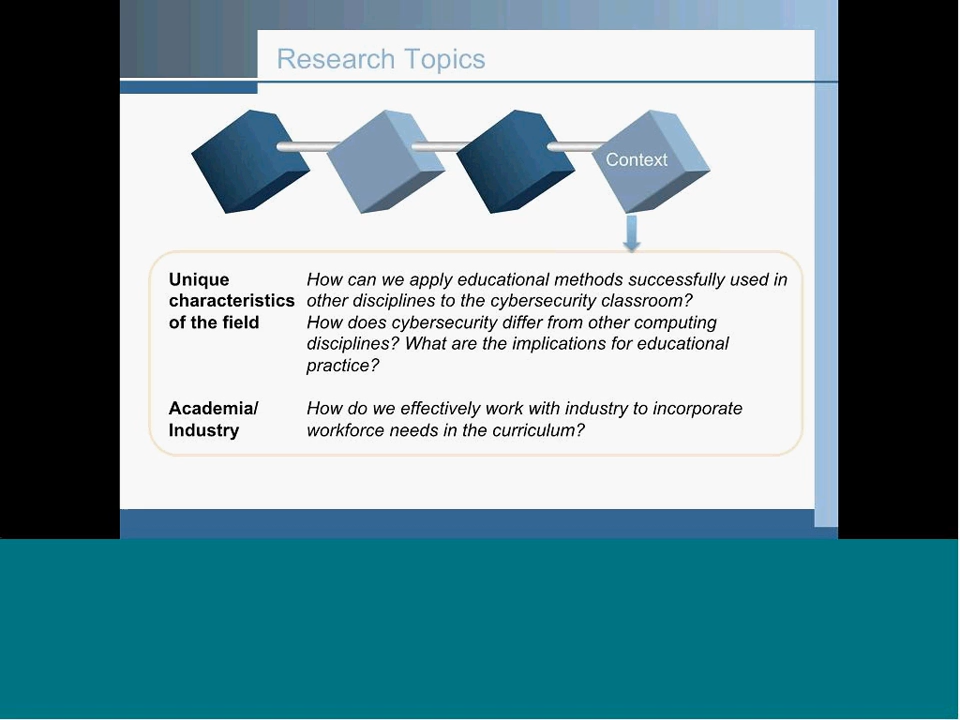 Research Topics
Context
Unique
characteristics
of the field
How can we apply educational methods successfully used in
other disciplines to the cybersecurity classroom?
How does cybersecurity differ from other computing
disciplines? What are the implications for educational
practice?
Academia/
Industry
How do we effectively work with industry to incorporate
workforce needs in the curriculum?